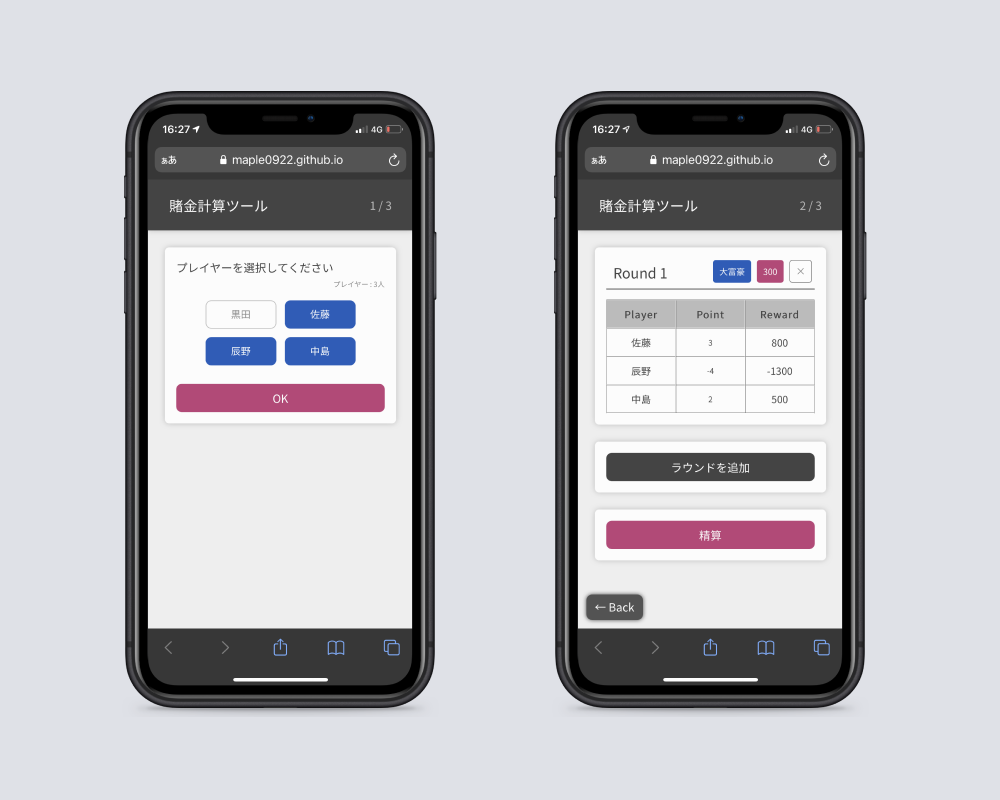 16:27
4G
ぁあ
maple0922.github.io
賭金計算ツール
1 / 3
プレイヤーを選択してください
プレイヤー : 3人
黒田
佐藤
辰野
中島
OK
16:27
4G
ぁあ
maple0922.github.io
賭金計算ツール
2 / 3
Round 1
大富豪
300
×
Player Point Reward
佐藤 3 800
辰野 -4 -1300
中島 2 500
ラウンドを追加
精算
← Back